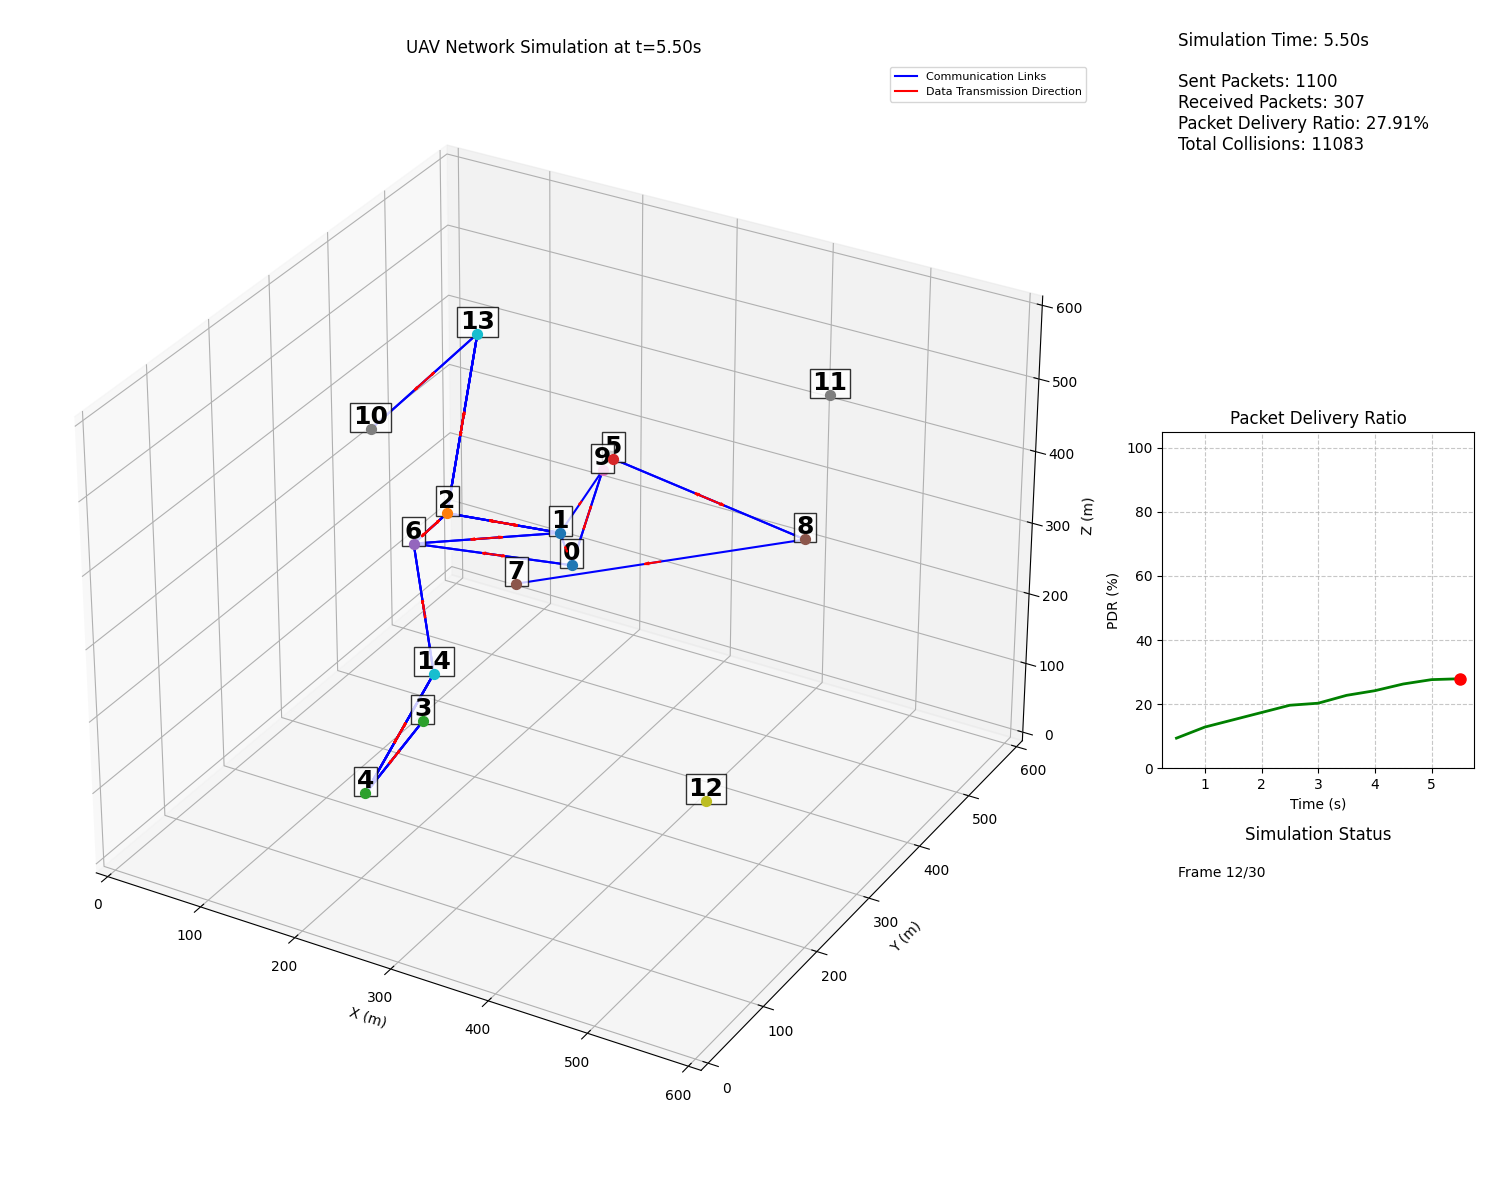 UAV Network Simulation at t=5.50s
Communication Links
Data Transmission Direction
Simulation Time: 5.50s
Sent Packets: 1100
Received Packets: 307
Packet Delivery Ratio: 27.91%
Total Collisions: 11083
13
11
10
5
9
2
1
6
8
0
7
14
3
4
12
0
100
200
300
400
500
600
X (m)
0
100
200
300
400
500
600
Y (m)
600
500
400
300
200
100
0
Z (m)
Packet Delivery Ratio
100
80
60
40
20
0
PDR (%)
1
2
3
4
5
Time (s)
Simulation Status
Frame 12/30